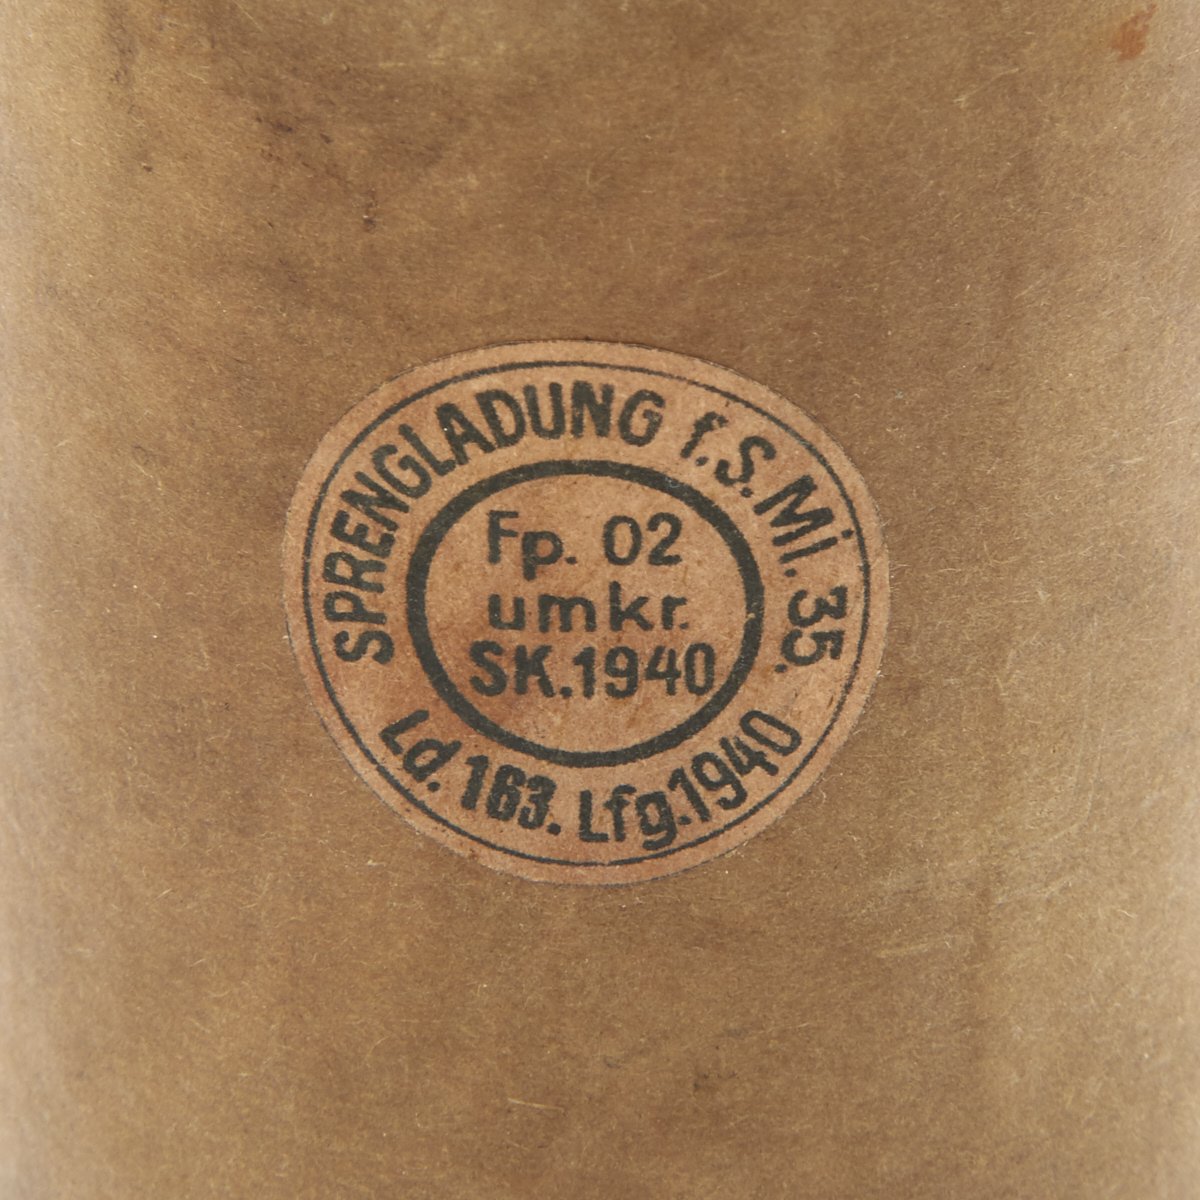 SPRENGLADUNG f. S. Mi. 35.
Fp. 02
umkr.
SK. 1940
Ld. 163. Lfg. 1940